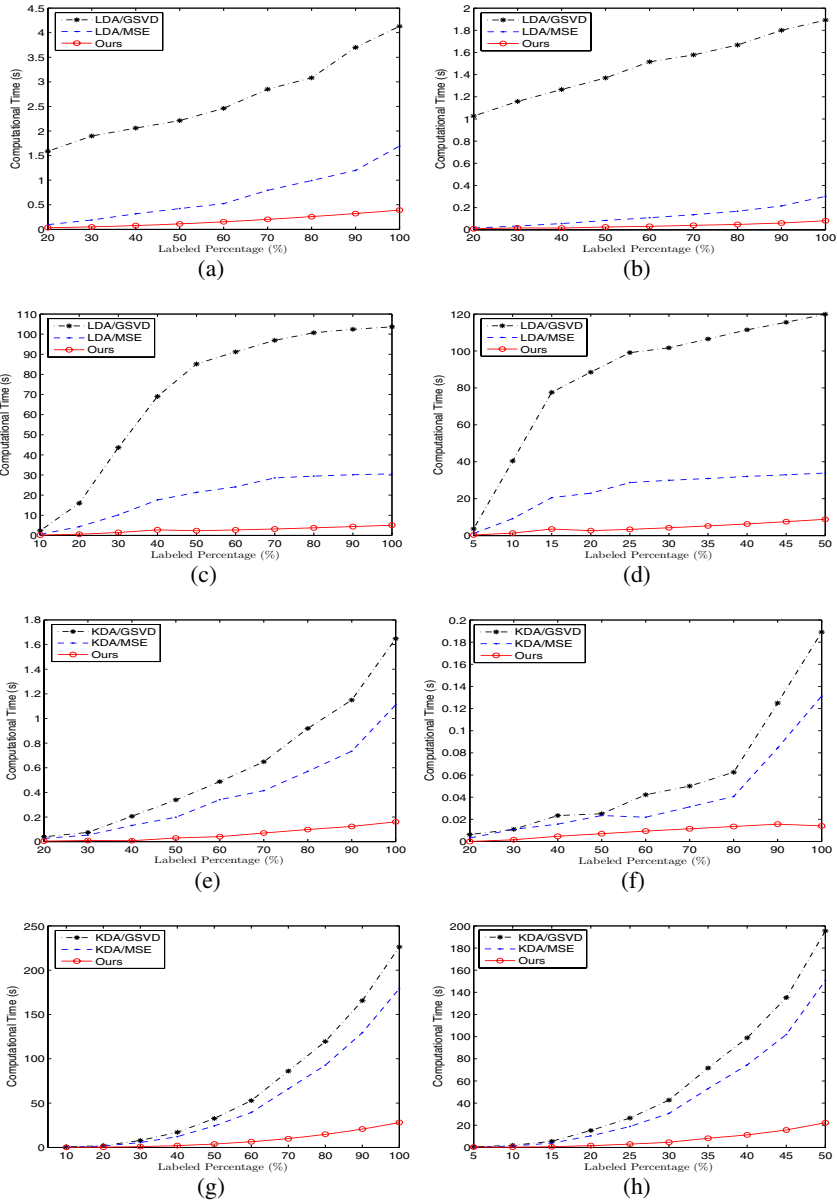 4.5
4
3.5
3
2.5
2
1.5
1
0.5
0
Computational Time (s)
LDA/GSVD
LDA/MSE
Ours
20 30 40 50 60 70 80 90 100
Labeled Percentage (%)
(a)
2
1.8
1.6
1.4
1.2
1
0.8
0.6
0.4
0.2
0
Computational Time (s)
LDA/GSVD
LDA/MSE
Ours
20 30 40 50 60 70 80 90 100
Labeled Percentage (%)
(b)
110
100
90
80
70
60
50
40
30
20
10
0
Computational Time (s)
LDA/GSVD
LDA/MSE
Ours
10 20 30 40 50 60 70 80 90 100
Labeled Percentage (%)
(c)
120
100
80
60
40
20
0
Computational Time (s)
LDA/GSVD
LDA/MSE
Ours
5 10 15 20 25 30 35 40 45 50
Labeled Percentage (%)
(d)
1.8
1.6
1.4
1.2
1
0.8
0.6
0.4
0.2
0
Computational Time (s)
KDA/GSVD
KDA/MSE
Ours
20 30 40 50 60 70 80 90 100
Labeled Percentage (%)
(e)
0.2
0.18
0.16
0.14
0.12
0.1
0.08
0.06
0.04
0.02
0
Computational Time (s)
KDA/GSVD
KDA/MSE
Ours
20 30 40 50 60 70 80 90 100
Labeled Percentage (%)
(f)
250
200
150
100
50
0
Computational Time (s)
KDA/GSVD
KDA/MSE
Ours
10 20 30 40 50 60 70 80 90 100
Labeled Percentage (%)
(g)
200
180
160
140
120
100
80
60
40
20
0
Computational Time (s)
KDA/GSVD
KDA/MSE
Ours
5 10 15 20 25 30 35 40 45 50
Labeled Percentage (%)
(h)